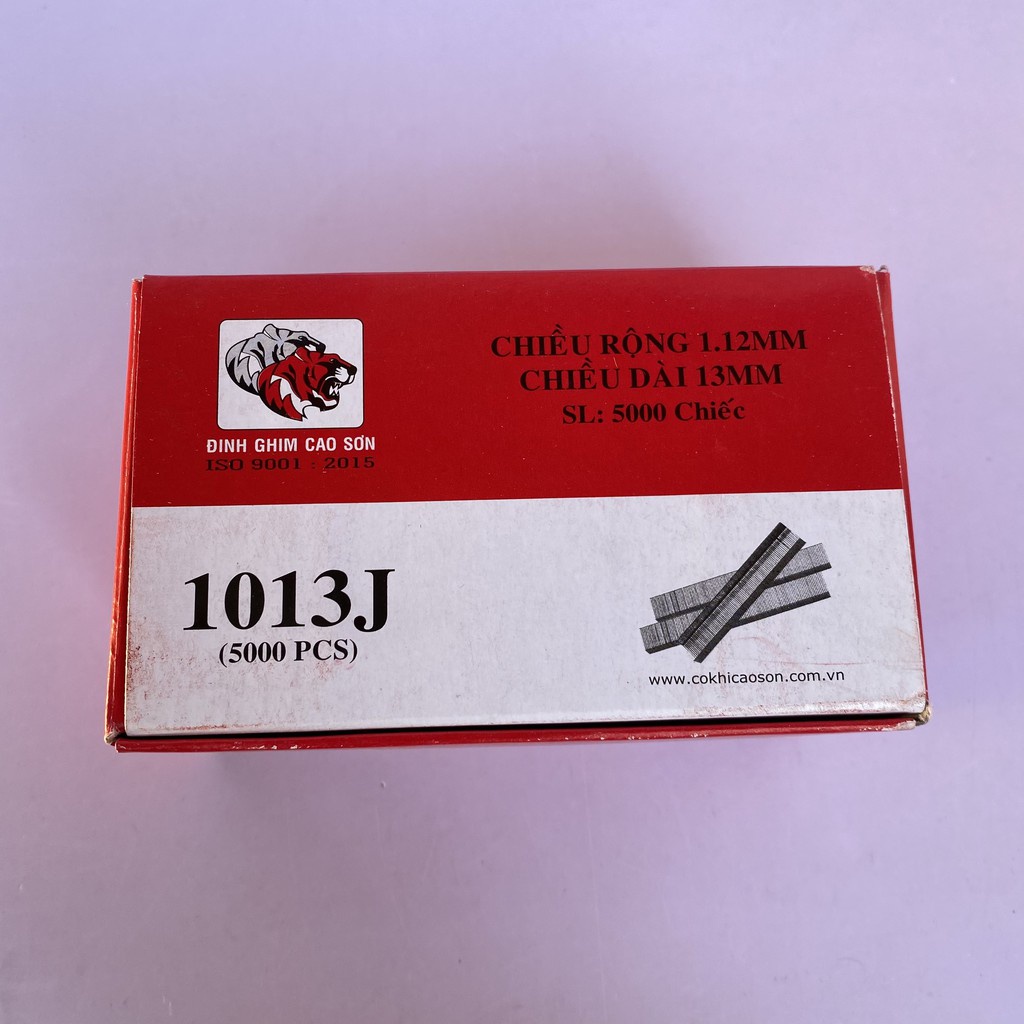 CHIỀU RỘNG 1.12MM
CHIỀU DÀI 13MM
SL: 5000 Chiếc
ĐINH GHIM CAO SƠN
ISO 9001 : 2015
1013J
(5000 PCS)
www.cokhicaoson.com.vn